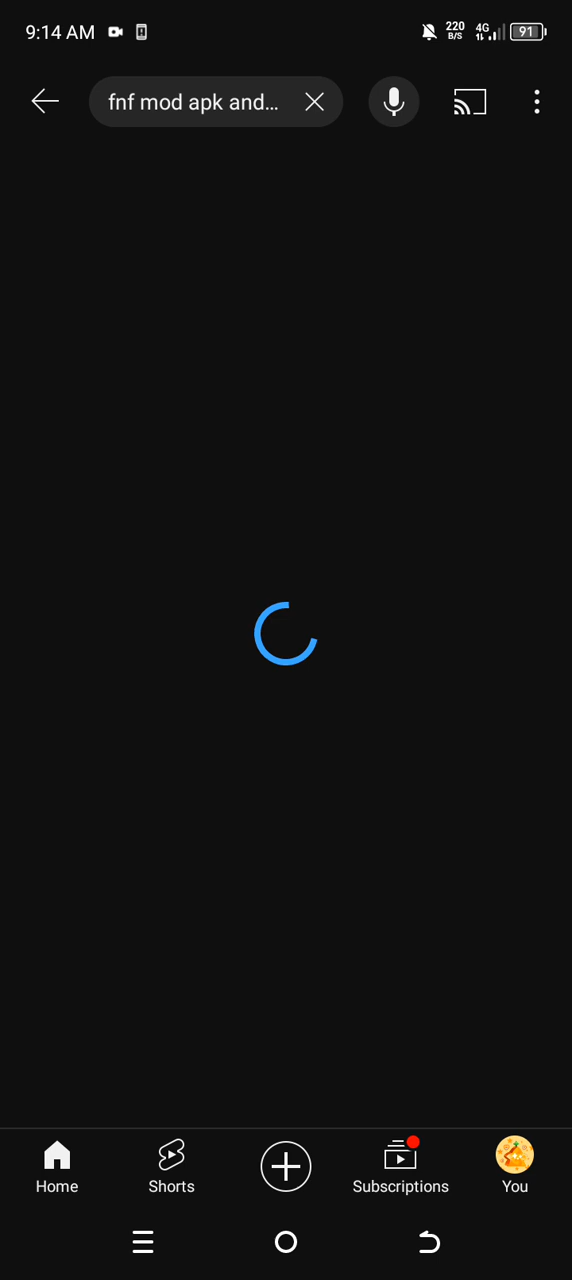 9:14 AM
220
B/S
4G
91
fnf mod apk and...
Home
Shorts
Subscriptions
You